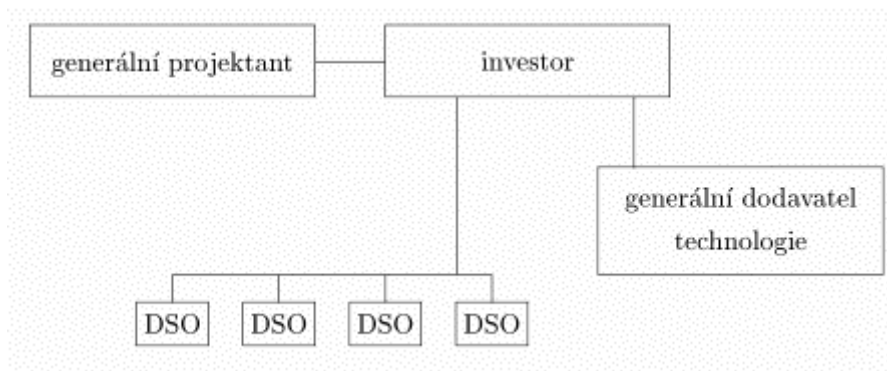 generální projektant
investor
generální dodavatel
technologie
DSO
DSO
DSO
DSO